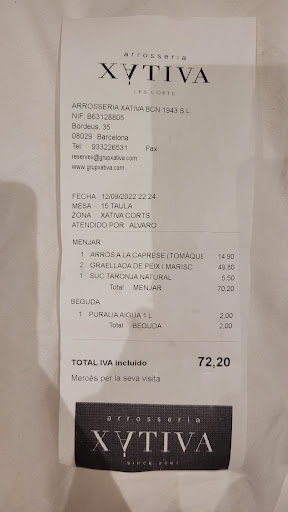 arrosseria
XATIVA
LES CORTS
ARROSSERIA XATIVA BCN 1943 S.L.
NIF. B63128805
Bordeus, 35
08029 Barcelona
Tel 933226531 Fax:
reserves@grupxativa.com
www.grupxativa.com
FECHA 12/09/2022 22:24
MESA 15 TAULA
ZONA XATIVA CORTS
ATENDIDO POR ALVARO
MENJAR
1 ARRÒS A LA CAPRESE (TOMÀQUE 14,90
2 GRAELLADA DE PEIX I MARISC 49,80
1 SUC TARONJA NATURAL 5,50
Total MENJAR 70,20
BEGUDA
1 PURALIA AIGUA 1 L 2,00
Total BEGUDA 2,00
TOTAL IVA incluido 72,20
Mercès per la seva visita
arrosseria
XATIVA